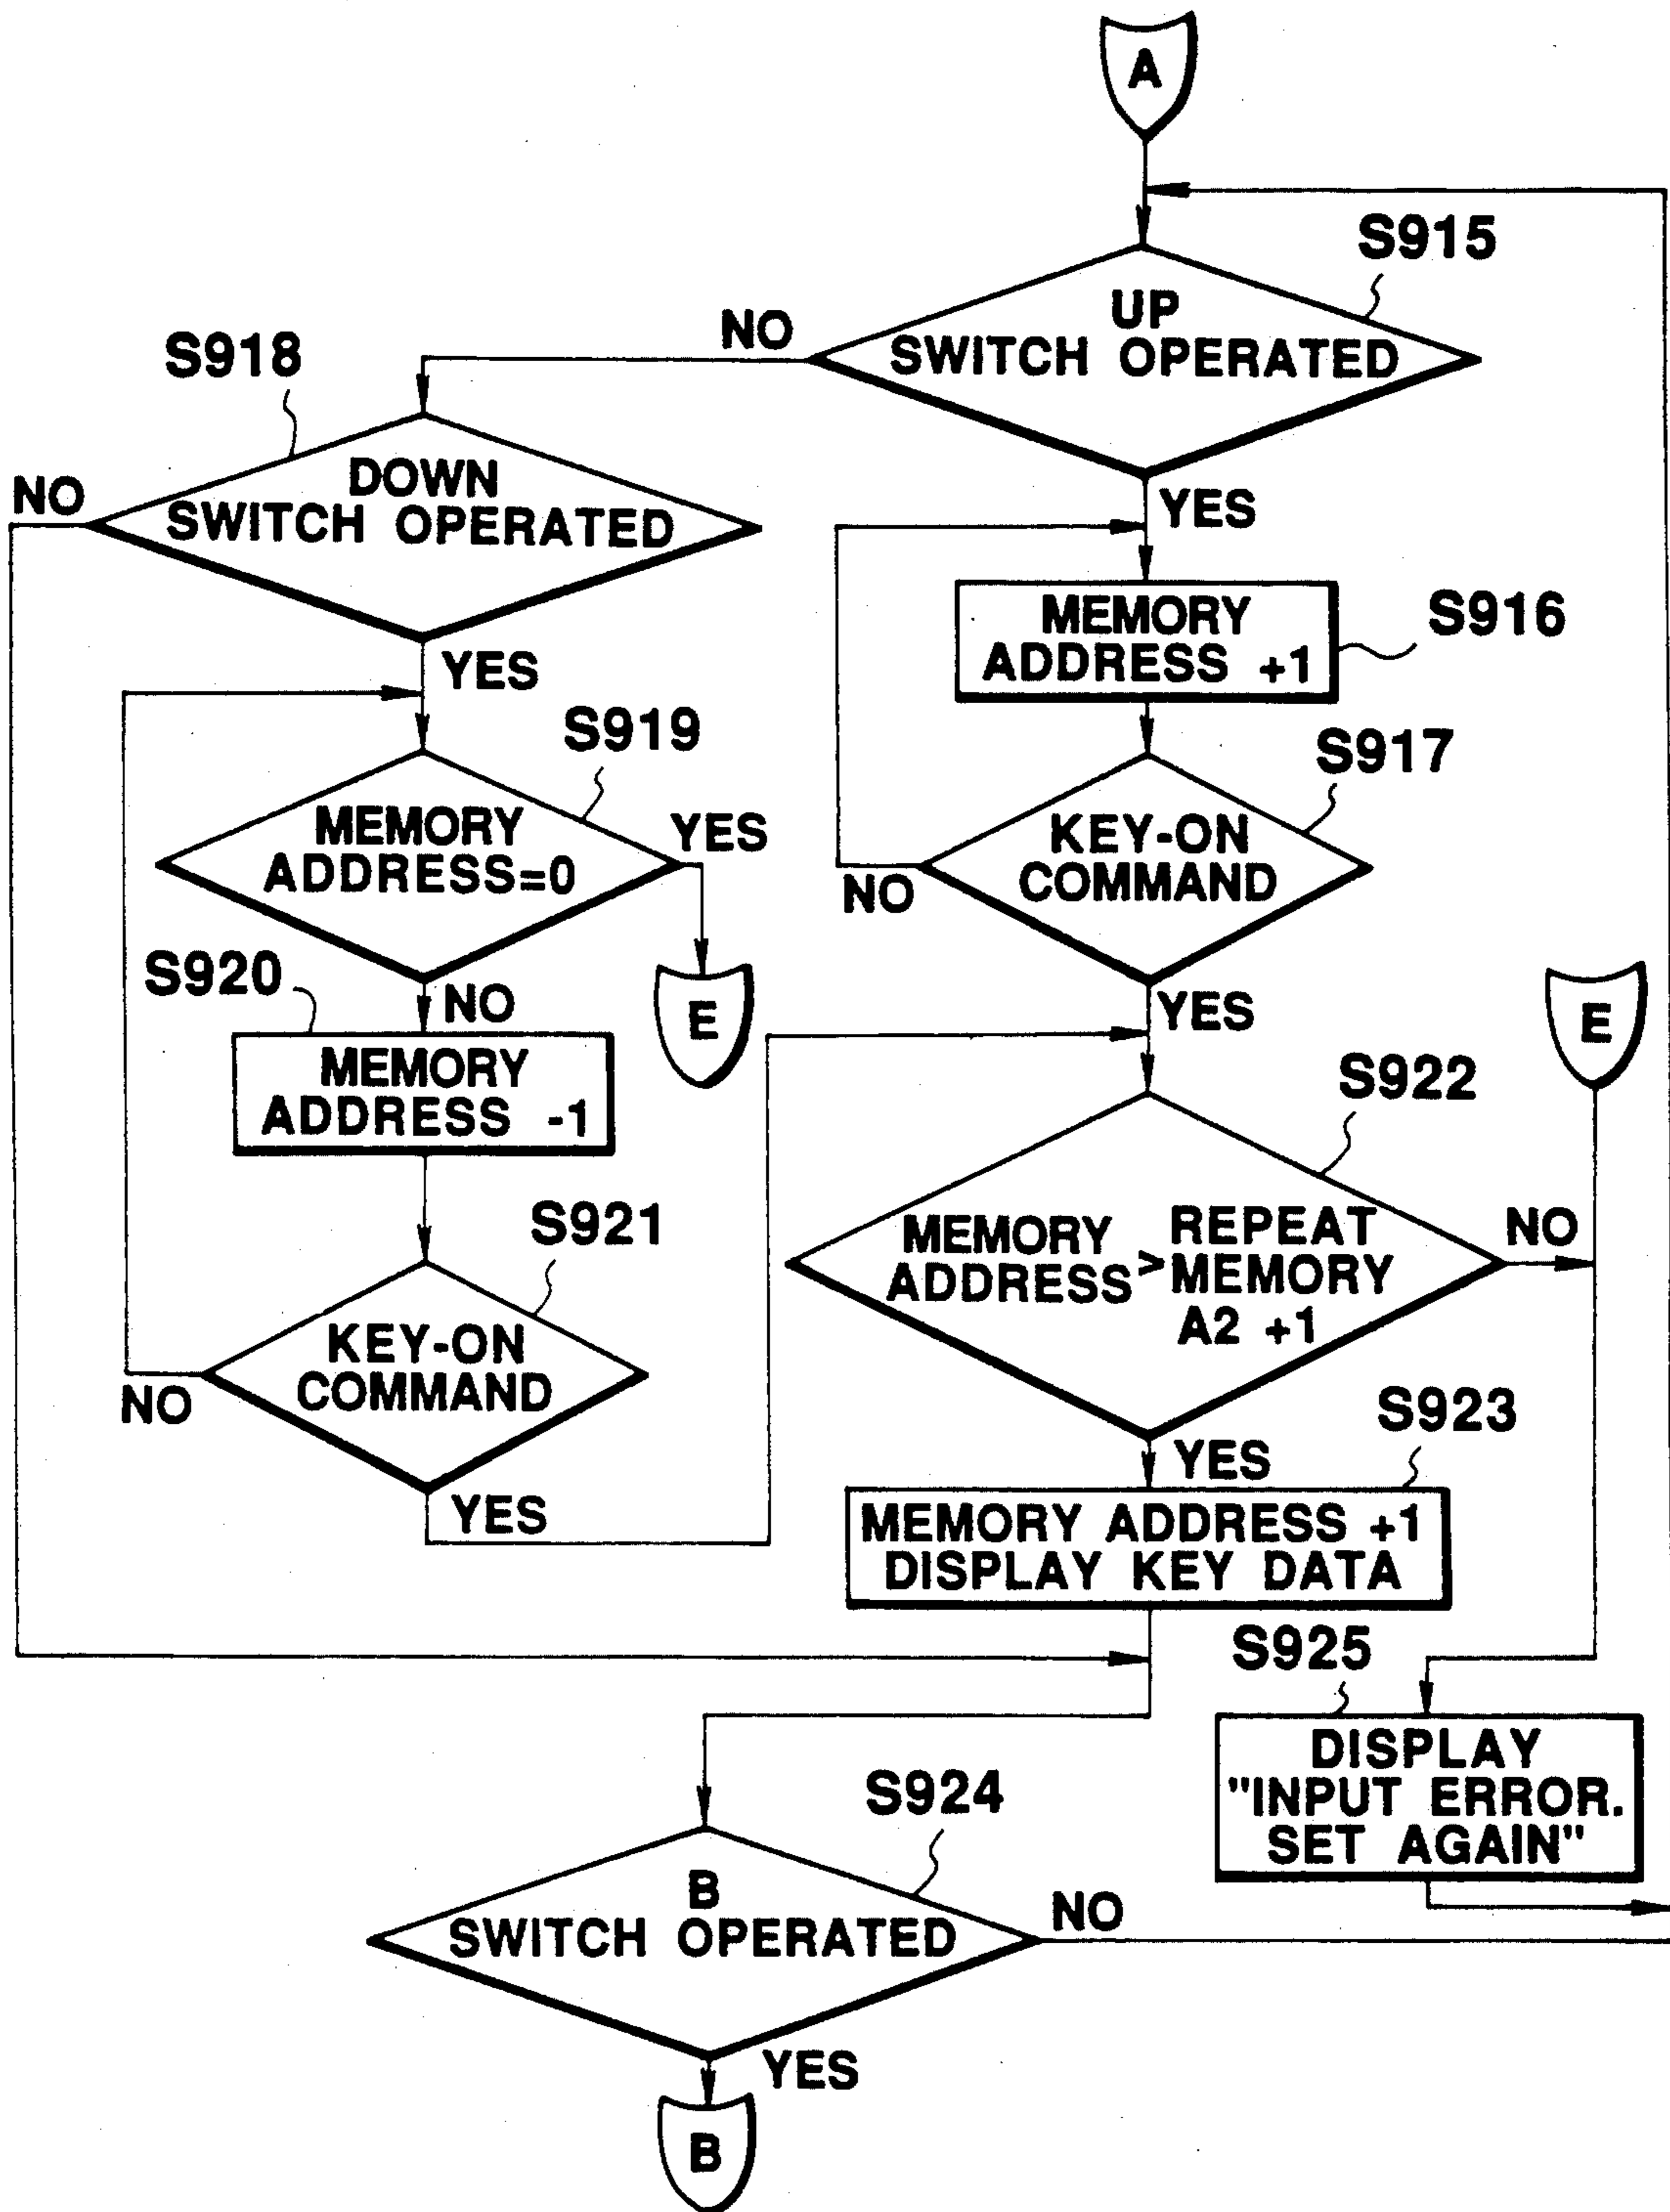 A
S915
UP
SWITCH OPERATED
NO
YES
S918
DOWN
SWITCH OPERATED
NO
YES
MEMORY
ADDRESS +1
S916
S917
KEY-ON
COMMAND
NO
YES
S919
MEMORY
ADDRESS=0
YES
NO
E
S920
MEMORY
ADDRESS -1
S921
KEY-ON
COMMAND
NO
YES
E
S922
MEMORY
ADDRESS
>
REPEAT
MEMORY
A2 +1
NO
YES
S923
MEMORY ADDRESS +1
DISPLAY KEY DATA
S925
DISPLAY
"INPUT ERROR.
SET AGAIN"
S924
B
SWITCH OPERATED
NO
YES
B